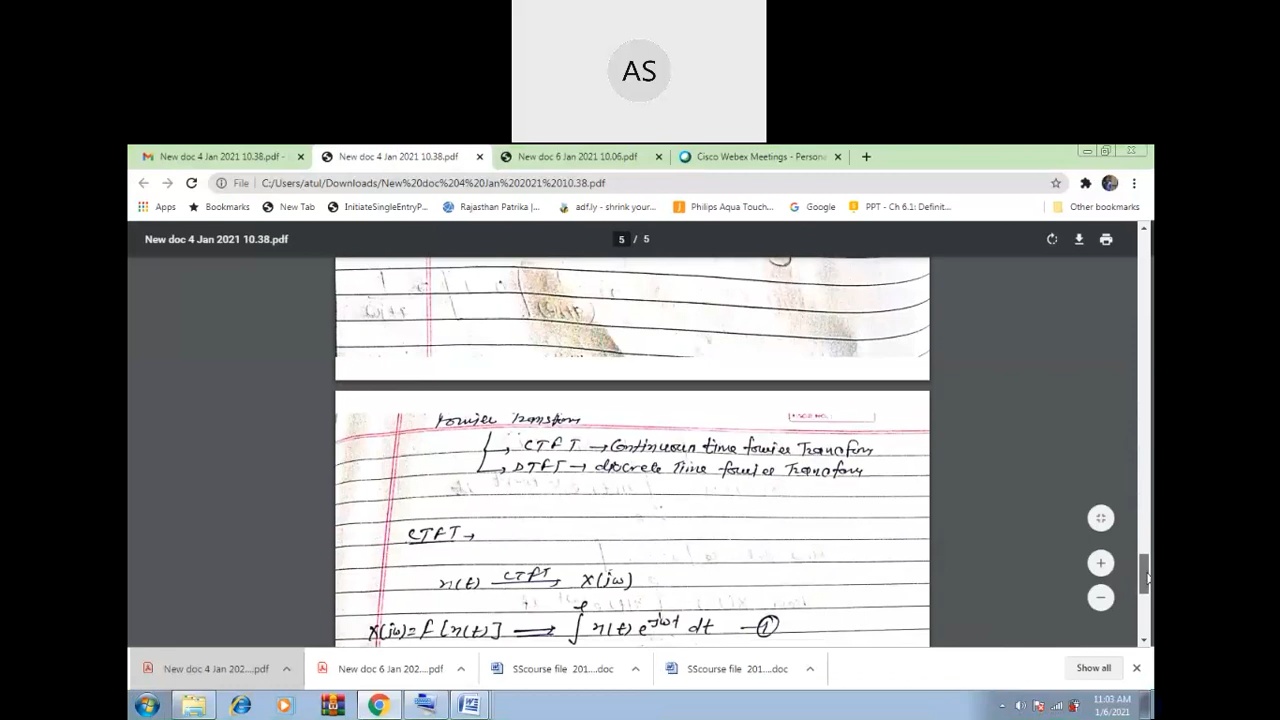 AS
New doc 4 Jan 2021 10.38.pdf -
New doc 4 Jan 2021 10.38.pdf
New doc 6 Jan 2021 10.06.pdf
Cisco Webex Meetings - Persona
File C:/Users/atul/Downloads/New%20doc%204%20Jan%202021%2010.38.pdf
Apps
Bookmarks
New Tab
InitiateSingleEntryP...
Rajasthan Patrika |...
adf.ly - shrink your...
Philips Aqua Touch...
Google
PPT - Ch 6.1: Definit...
Other bookmarks
New Doc 4 Jan 2021 10.38.pdf
5 / 5
Fourier Transform
CTFT → Continuous time fourier Transform
DTFT → discrete Time fourier Transform
CTFT →
x(t) CTFT→ X(jω)
X(jω) = f[x(t)] ⟹ ∫ x(t) e^-jωt dt —①
New doc 4 Jan 202....pdf
New doc 6 Jan 202....pdf
SScourse file 201....doc
SScourse file 201....doc
Show all
11:03 AM
1/6/2021